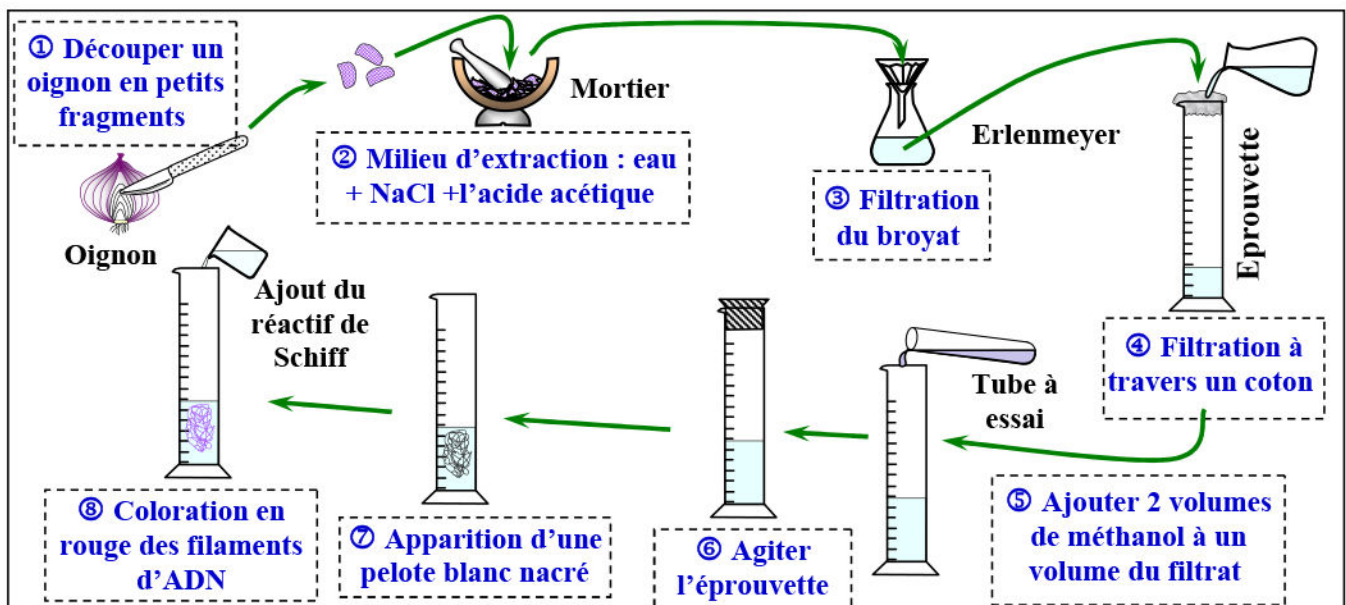 ① Découper un
oignon en petits
fragments
Oignon
Mortier
② Milieu d’extraction : eau
+ NaCl +l’acide acétique
Erlenmeyer
③ Filtration
du broyat
Eprouvette
④ Filtration à
travers un coton
Tube à
essai
⑤ Ajouter 2 volumes
de méthanol à un
volume du filtrat
⑥ Agiter
l’éprouvette
⑦ Apparition d’une
pelote blanc nacré
Ajout du
réactif de
Schiff
⑧ Coloration en
rouge des filaments
d’ADN